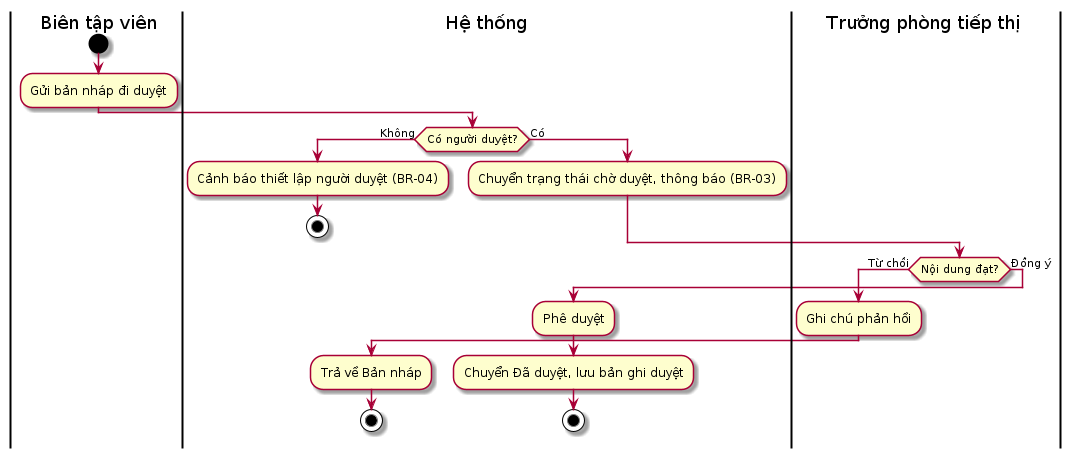 Biên tập viên
Hệ thống
Trưởng phòng tiếp thị
Gửi bản nháp đi duyệt
Không
Có người duyệt?
Có
Cảnh báo thiết lập người duyệt (BR-04)
Chuyển trạng thái chờ duyệt, thông báo (BR-03)
Từ chối
Nội dung đạt?
Đồng ý
Phê duyệt
Ghi chú phản hồi
Trả về Bản nháp
Chuyển Đã duyệt, lưu bản ghi duyệt